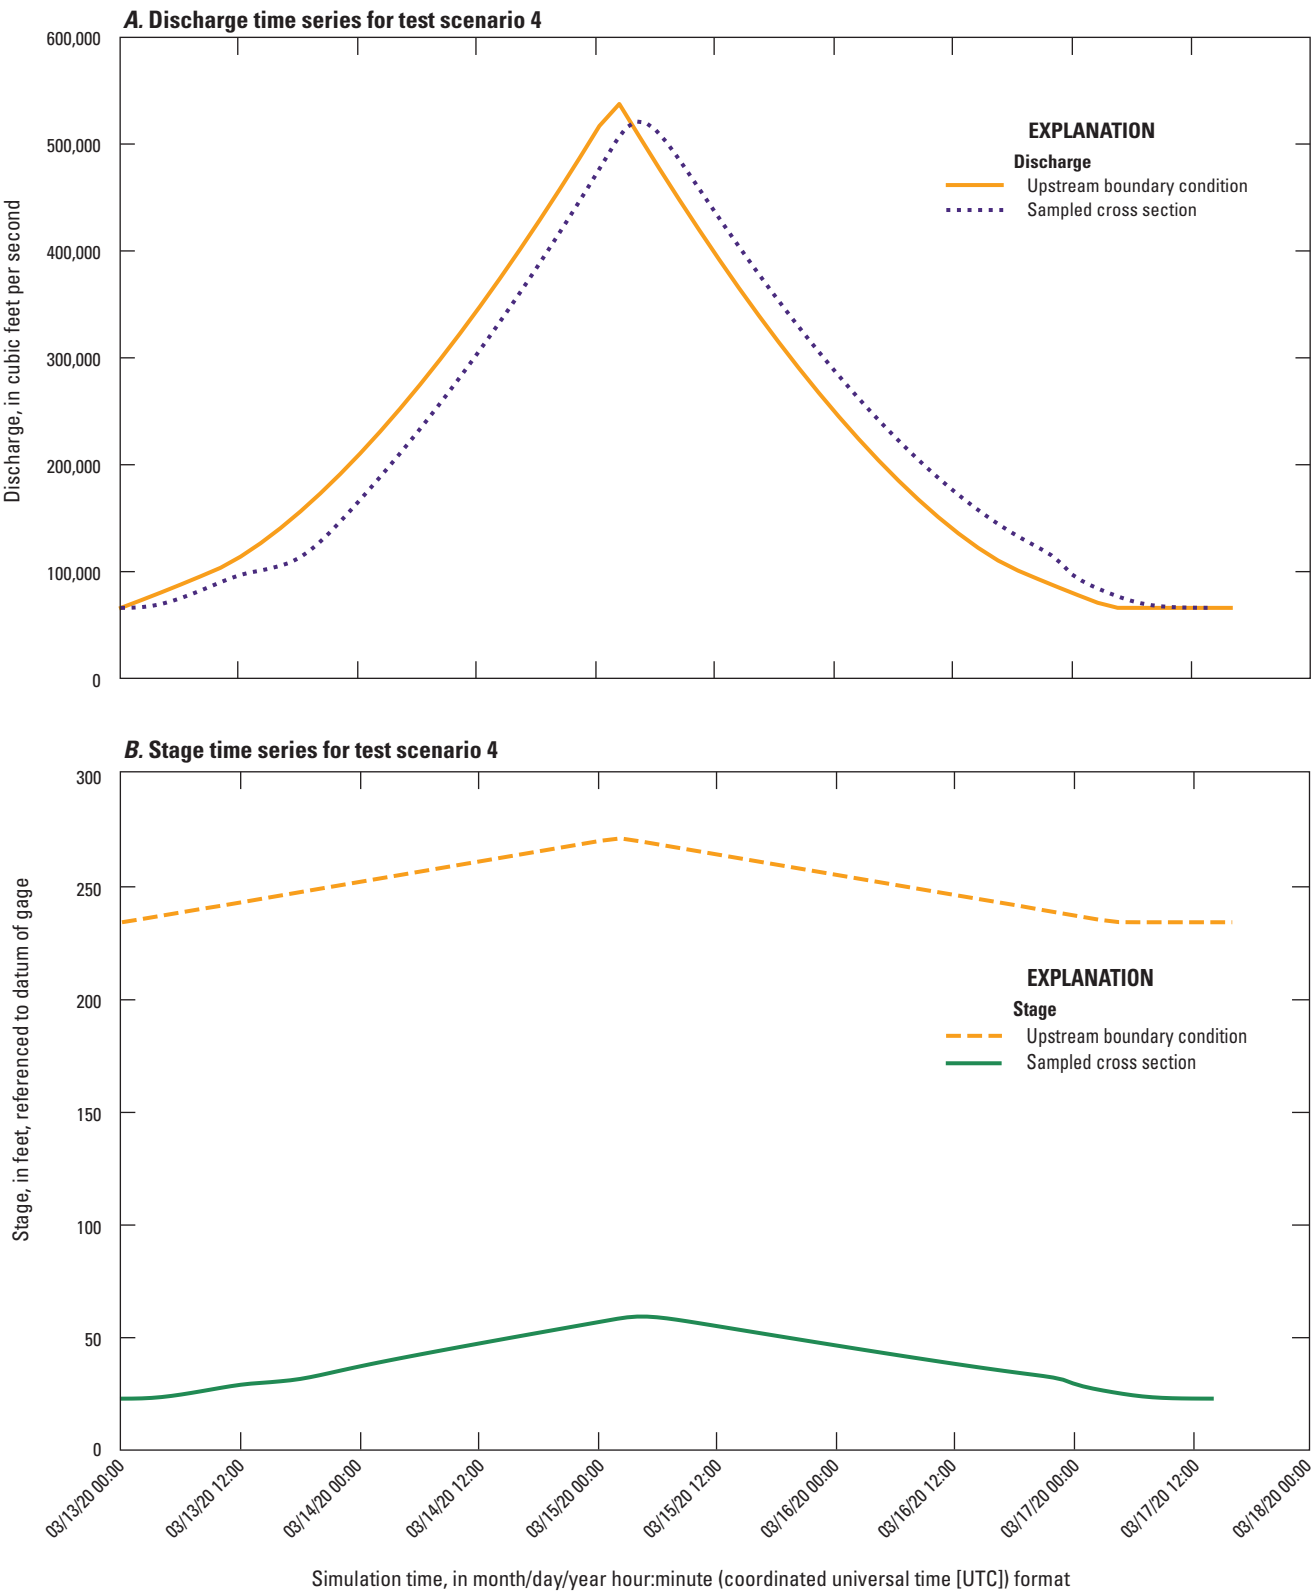 A. Discharge time series for test scenario 4
600,000
500,000
400,000
300,000
200,000
100,000
0
Discharge, in cubic feet per second
EXPLANATION
Discharge
Upstream boundary condition
Sampled cross section
B. Stage time series for test scenario 4
300
250
200
150
100
50
0
Stage, in feet, referenced to datum of gage
EXPLANATION
Stage
Upstream boundary condition
Sampled cross section
03/13/20 00:00
03/13/20 12:00
03/14/20 00:00
03/14/20 12:00
03/15/20 00:00
03/15/20 12:00
03/16/20 00:00
03/16/20 12:00
03/17/20 00:00
03/17/20 12:00
03/18/20 00:00
Simulation time, in month/day/year hour:minute (coordinated universal time [UTC]) format